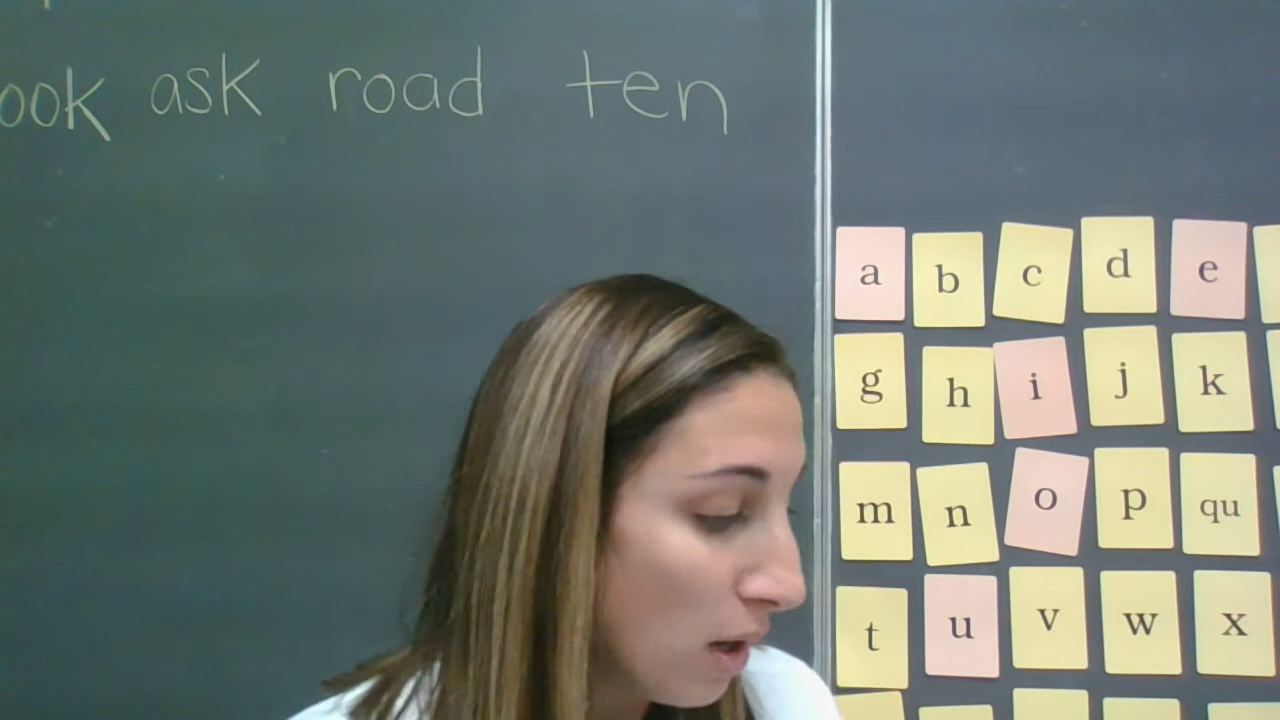 ook ask road ten
a b c d e
g h i j k
m n o p qu
t u v w x